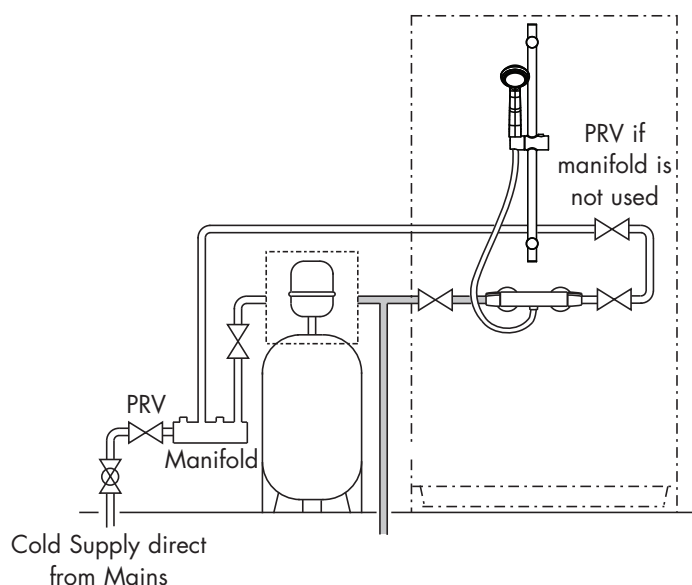 PRV if
manifold is
not used
PRV
Manifold
Cold Supply direct
from Mains